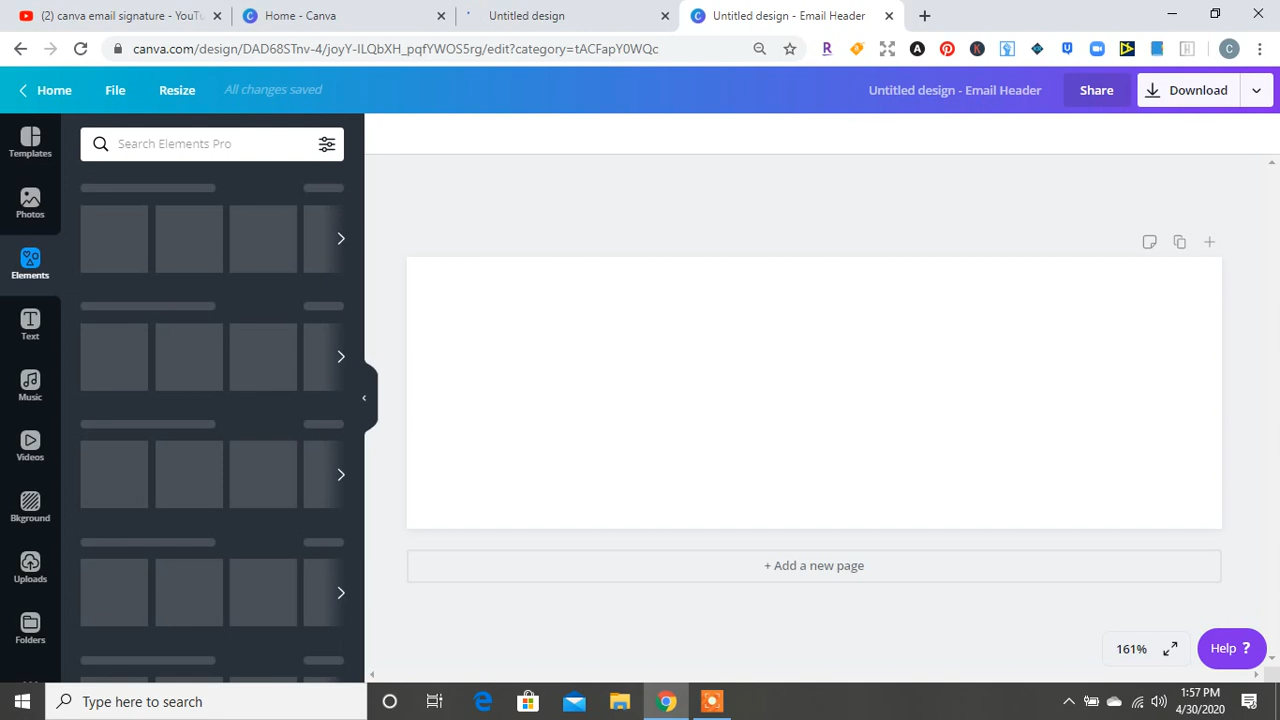 (2) canva email signature - YouTu
Home - Canva
Untitled design
Untitled design - Email Header
canva.com/design/DAD68STnv-4/joyY-ILQbXH_pqfYWOS5rg/edit?category=tACFapY0WQc
Home
File
Resize
All changes saved
Untitled design - Email Header
Share
Download
Templates
Photos
Elements
Text
Music
Videos
Bkground
Uploads
Folders
Search Elements Pro
+ Add a new page
161%
Help ?
Type here to search
1:57 PM
4/30/2020